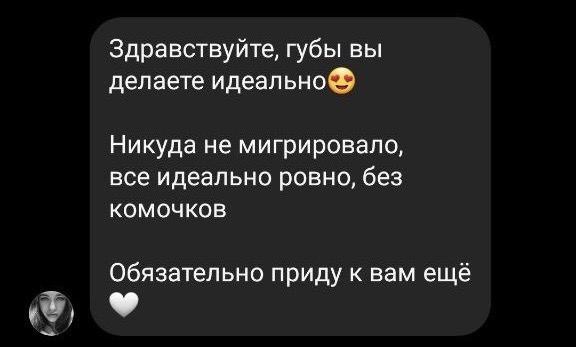 Здравствуйте, губы вы
делаете идеально😍
Никуда не мигрировало,
все идеально ровно, без
комочков
Обязательно приду к вам ещё
🤍